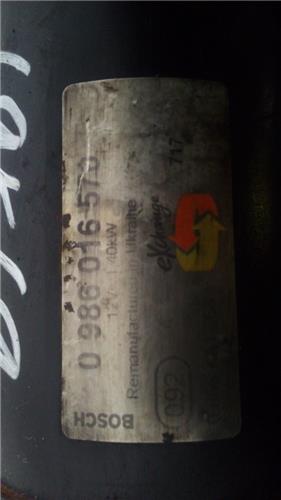 BOSCH
0 986 016 570
12V 1,40kW
Remanufactured in Ukraine
092
eXchange
717